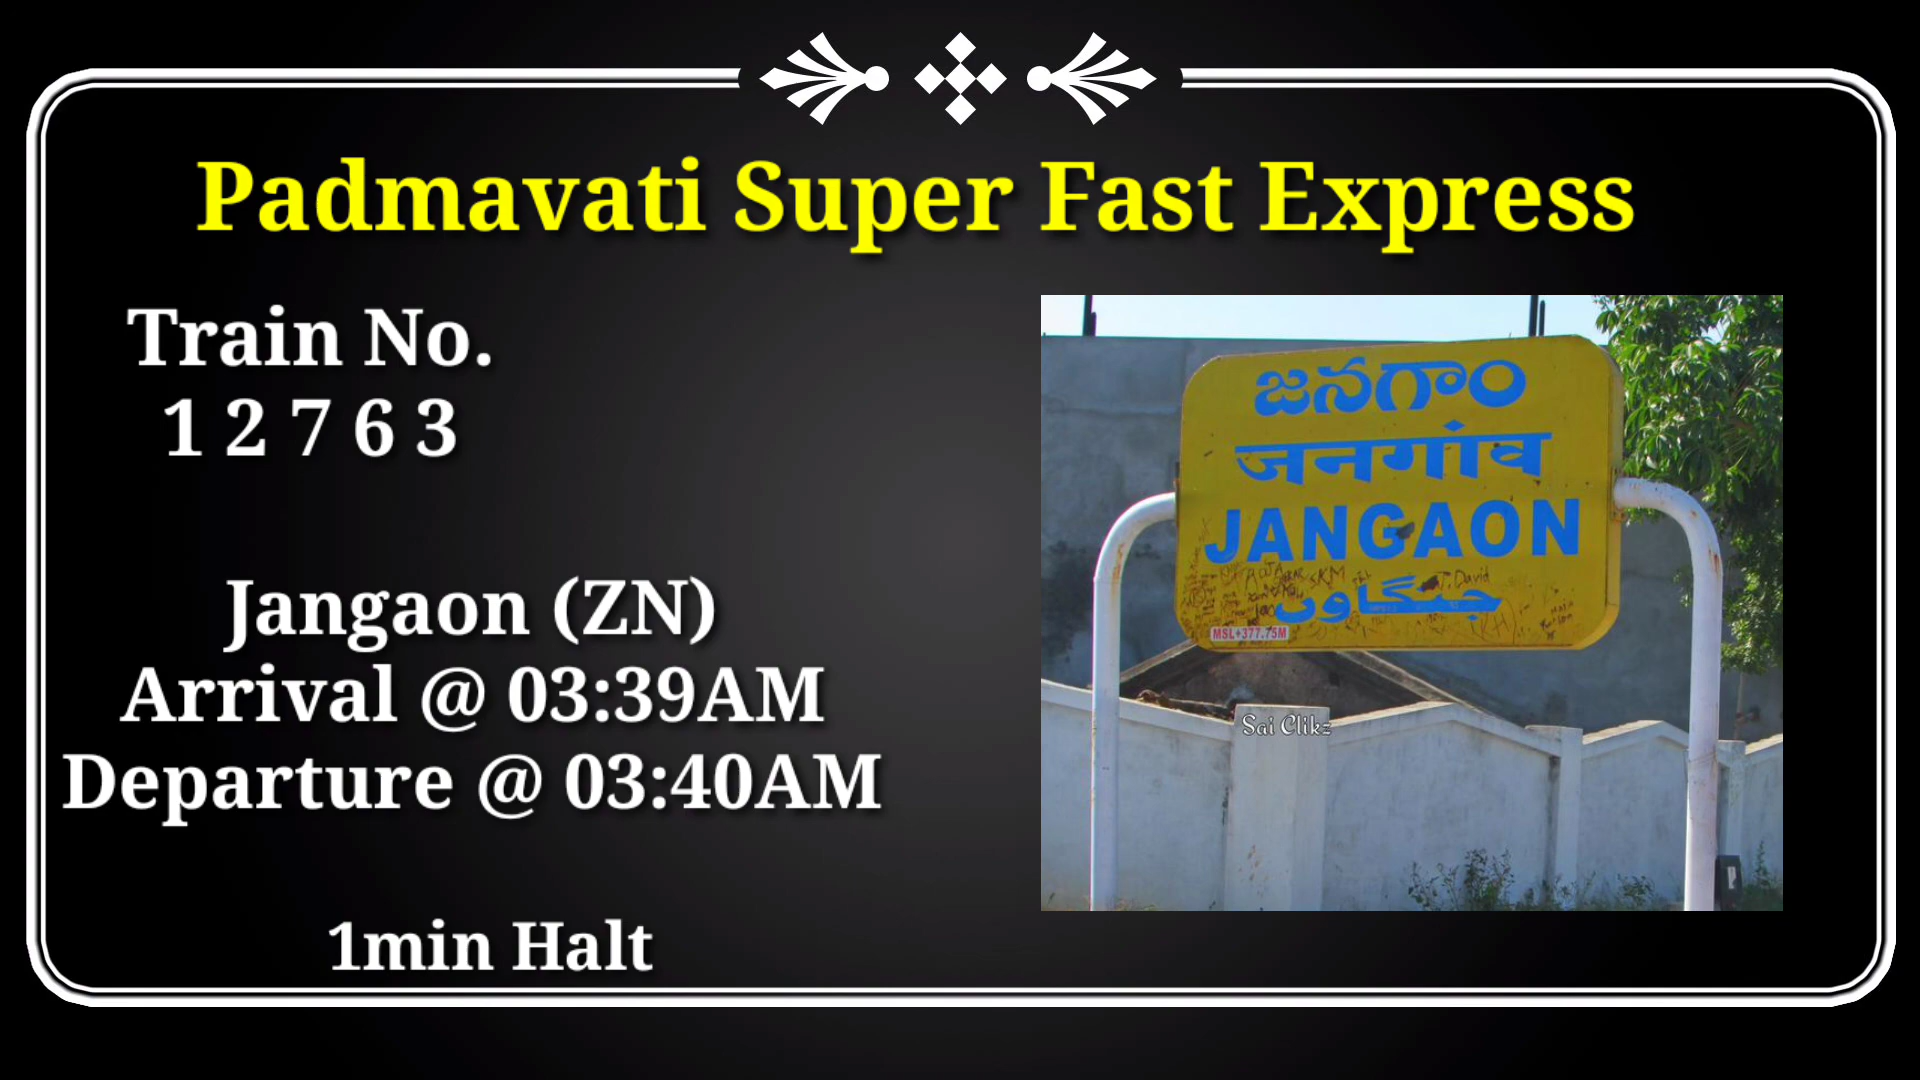 Padmavati Super Fast Express
Train No.
1 2 7 6 3
Jangaon (ZN)
Arrival @ 03:39AM
Departure @ 03:40AM
1min Halt
జనగాం
जनगांव
JANGAON
جنگاوں
T. David
MSL+377.75M
Sai Clikz